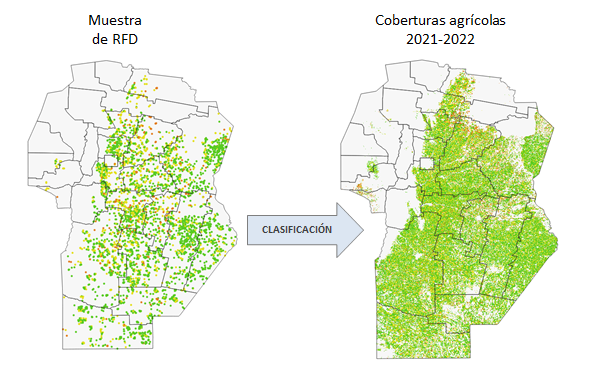 Muestra
de RFD
Coberturas agrícolas
2021-2022
CLASIFICACIÓN